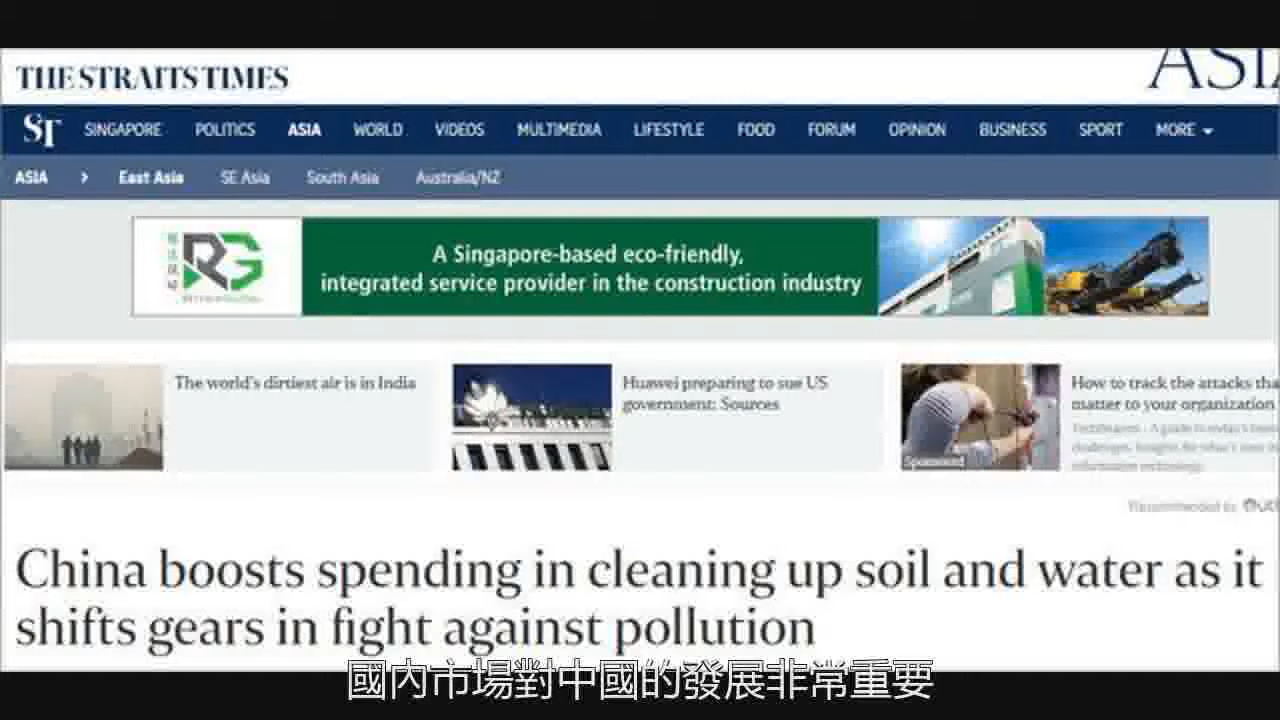 THE STRAITS TIMES
ASIA
ST SINGAPORE POLITICS ASIA WORLD VIDEOS MULTIMEDIA LIFESTYLE FOOD FORUM OPINION BUSINESS SPORT MORE
ASIA > East Asia SE Asia South Asia Australia/NZ
RG
A Singapore-based eco-friendly,
integrated service provider in the construction industry
The world's dirtiest air is in India
Huawei preparing to sue US
government: Sources
How to track the attacks tha
matter to your organization
Sponsored
Recommended by
China boosts spending in cleaning up soil and water as it
shifts gears in fight against pollution
國內市場對中國的發展非常重要